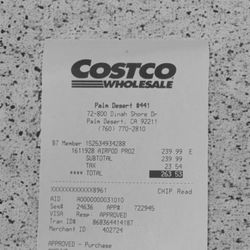 COSTCO
WHOLESALE
Palm Desert #441
72-800 Dinah Shore Dr
Palm Desert, CA 92211
(760) 770-2810
B7 Member 152534934288
1611928 AIRPOD PRO2 239.99 E
SUBTOTAL 239.99
TAX 23.54
**** TOTAL 263.53
XXXXXXXXXXXX8961 CHIP Read
AID: A0000000031010
Seq# 24636 APP#: 722945
VISA Resp: APPROVED
Tran ID#: 868364414187
Merchant ID: 402724
APPROVED - Purchase